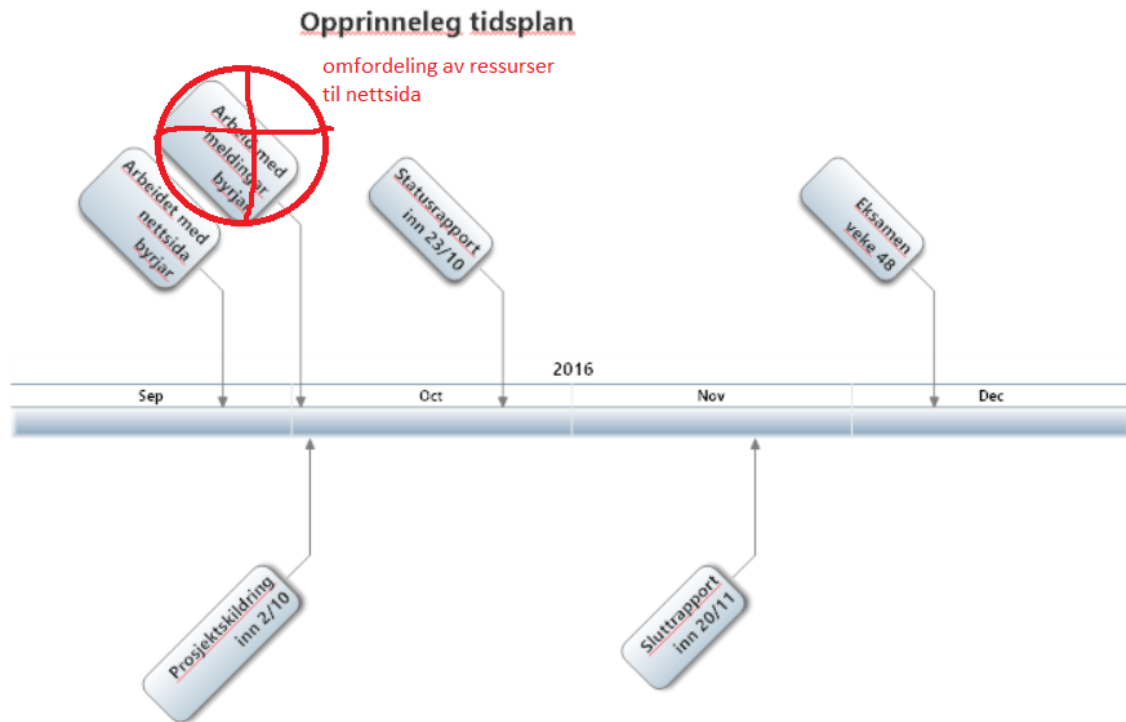 Opprinneleg tidsplan
omfordeling av ressurser
til nettsida
Arbeid med
meldingar
byrjar
Arbeidet med
nettsida
byrjar
Statusrapport
inn 23/10
Eksamen
veke 48
2016
Sep Oct Nov Dec
Prosjektskildring
inn 2/10
Sluttrapport
inn 20/11